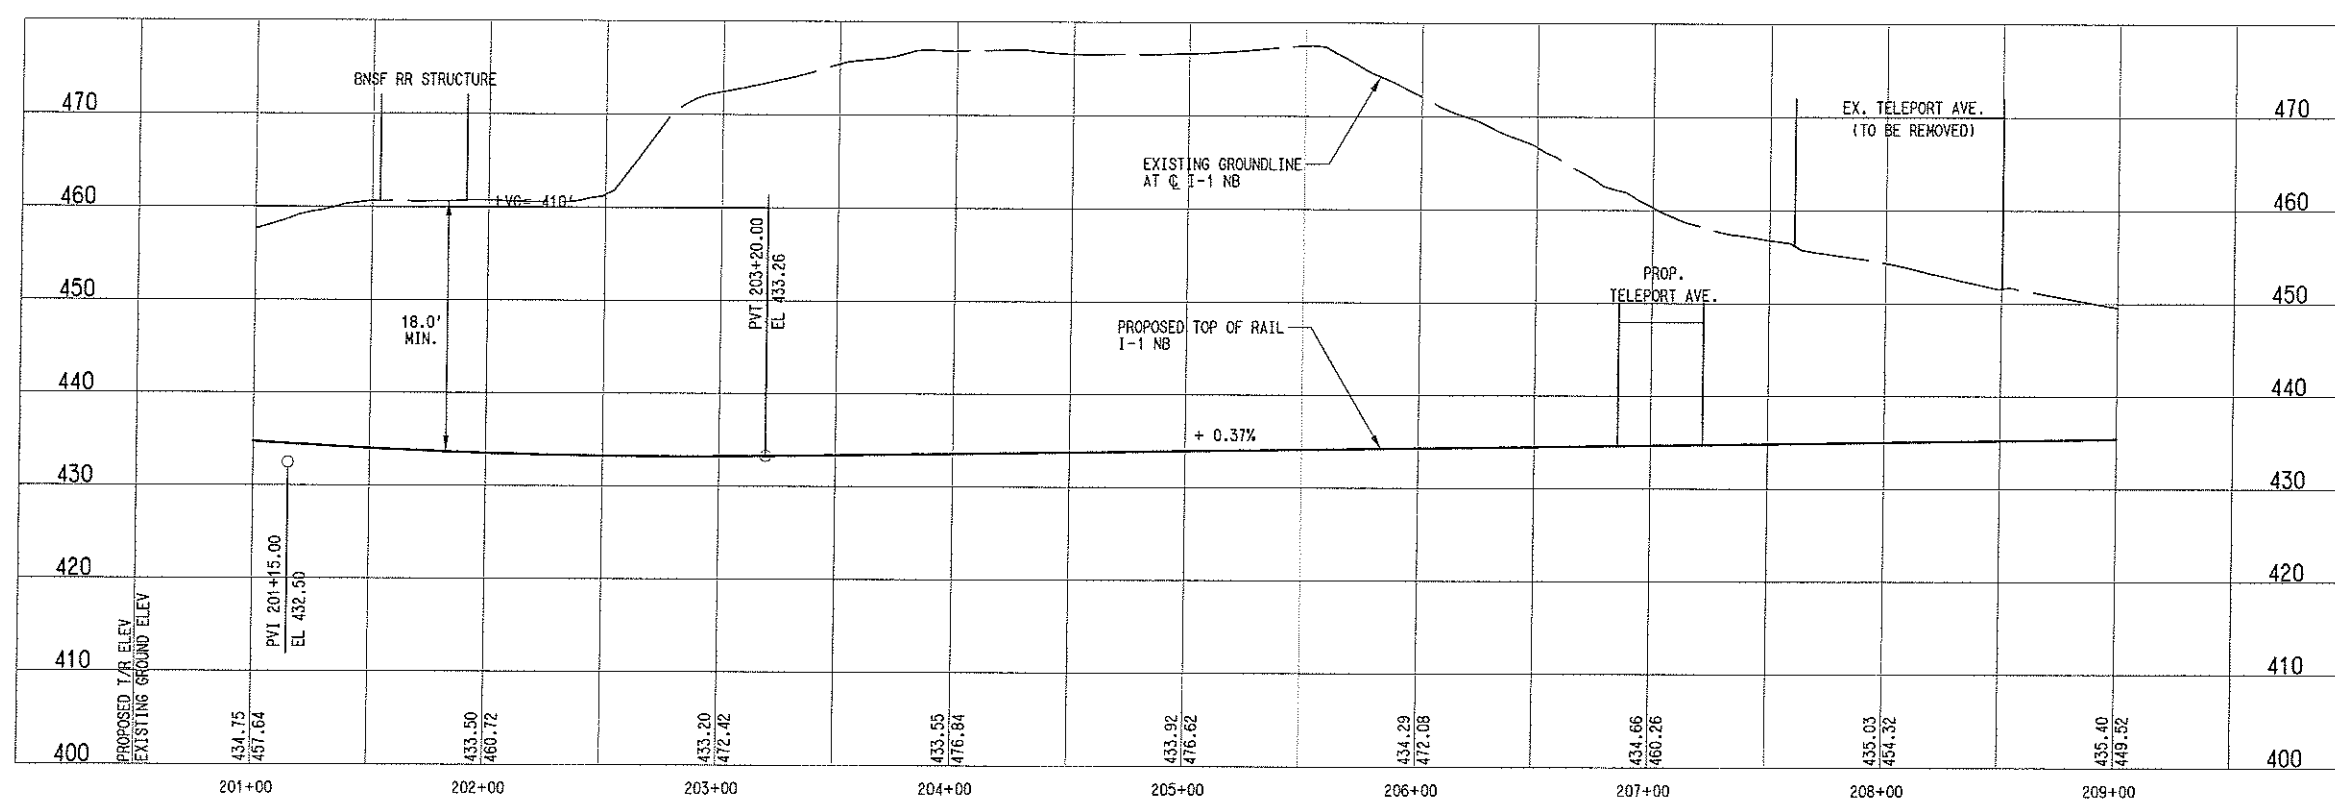 BNSF RR STRUCTURE
470
470
EX. TELEPORT AVE.
(TO BE REMOVED)
EXISTING GROUNDLINE
AT ℄ I-1 NB
460
LVC= 410'
460
PVT 203+20.00
EL 433.26
PROP.
TELEPORT AVE.
450
450
18.0'
MIN.
PROPOSED TOP OF RAIL
I-1 NB
440
440
+ 0.37%
430
430
PVI 201+15.00
EL 432.50
420
420
PROPOSED T/R ELEV
EXISTING GROUND ELEV
410
410
434.75
457.64
433.50
460.72
433.20
472.42
433.55
476.84
433.92
476.62
434.29
472.08
434.66
460.26
435.03
454.32
435.40
449.52
400
400
201+00
202+00
203+00
204+00
205+00
206+00
207+00
208+00
209+00